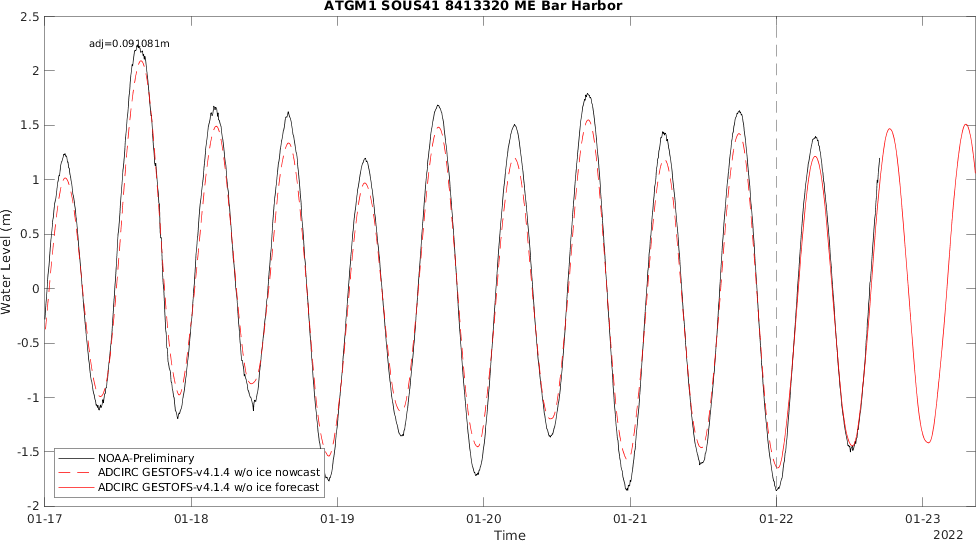 ATGM1 SOUS41 8413320 ME Bar Harbor
adj=0.091081m
2.5
2
1.5
1
0.5
0
-0.5
-1
-1.5
-2
Water Level (m)
NOAA-Preliminary
ADCIRC GESTOFS-v4.1.4 w/o ice nowcast
ADCIRC GESTOFS-v4.1.4 w/o ice forecast
01-17 01-18 01-19 01-20 01-21 01-22 01-23
Time
2022